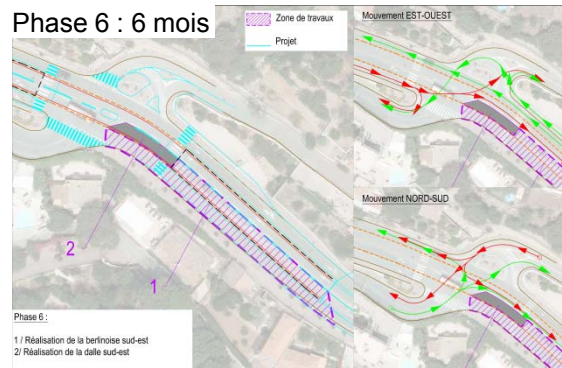 Phase 6 : 6 mois
Zone de travaux
Projet
Mouvement EST-OUEST
Mouvement NORD-SUD
2
1
Phase 6 :
1 / Réalisation de la berlinoise sud-est
2/ Réalisation de la dalle sud-est